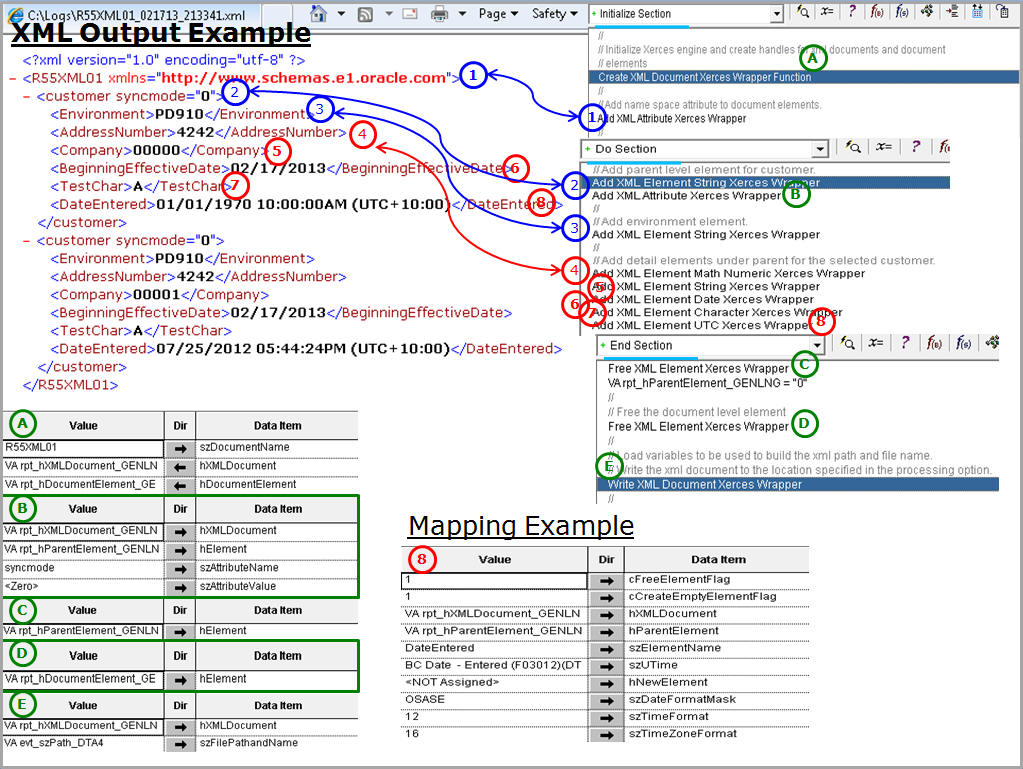 C:\Logs\R55XML01_021713_213341.xml
Page
Safety
XML Output Example
<?xml version="1.0" encoding="utf-8" ?>
− <R55XML01 xmlns="http://www.schemas.e1.oracle.com">
1
− <customer syncmode="0">
2
<Environment>PD910</Environment>
3
<AddressNumber>4242</AddressNumber>
4
<Company>00000</Company>
5
<BeginningEffectiveDate>02/17/2013</BeginningEffectiveDate>
6
<TestChar>A</TestChar>
7
<DateEntered>01/01/1970 10:00:00AM (UTC+10:00)</DateEntered>
8
</customer>
− <customer syncmode="0">
<Environment>PD910</Environment>
<AddressNumber>4242</AddressNumber>
<Company>00001</Company>
<BeginningEffectiveDate>02/17/2013</BeginningEffectiveDate>
<TestChar>A</TestChar>
<DateEntered>07/25/2012 05:44:24PM (UTC+10:00)</DateEntered>
</customer>
</R55XML01>
+ Initialize Section
x=
?
f(B)
f(S)
//
// Initialize Xerces engine and create handles for xml documents and document
// elements
A
Create XML Document Xerces Wrapper Function
//
//Add name space attribute to document elements.
1
Add XML Attribute Xerces Wrapper
//
+ Do Section
x=
?
//Add parent level element for customer.
2
Add XML Element String Xerces Wrapper
Add XML Attribute Xerces Wrapper
B
//
//Add environment element.
3
Add XML Element String Xerces Wrapper
//
//Add detail elements under parent for the selected customer.
4
Add XML Element Math Numeric Xerces Wrapper
5
Add XML Element String Xerces Wrapper
6
Add XML Element Date Xerces Wrapper
7
Add XML Element Character Xerces Wrapper
Add XML Element UTC Xerces Wrapper
8
+ End Section
x=
?
f(B)
f(S)
Free XML Element Xerces Wrapper
C
VA rpt_hParentElement_GENLNG = "0"
//
// Free the document level element
Free XML Element Xerces Wrapper
D
//
// Load variables to be used to build the xml path and file name.
E
// Write the xml document to the location specified in the processing option.
Write XML Document Xerces Wrapper
//
A Value Dir Data Item
R55XML01 szDocumentName
VA rpt_hXMLDocument_GENLN hXMLDocument
VA rpt_hDocumentElement_GE hDocumentElement
B Value Dir Data Item
VA rpt_hXMLDocument_GENLN hXMLDocument
VA rpt_hParentElement_GENLNG hElement
syncmode szAttributeName
<Zero> szAttributeValue
C Value Dir Data Item
VA rpt_hParentElement_GENLNG hElement
D Value Dir Data Item
VA rpt_hDocumentElement_GE hElement
E Value Dir Data Item
VA rpt_hXMLDocument_GENLN hXMLDocument
VA evt_szPath_DTA4 szFilePathandName
Mapping Example
8 Value Dir Data Item
1 cFreeElementFlag
1 cCreateEmptyElementFlag
VA rpt_hXMLDocument_GENLN hXMLDocument
VA rpt_hParentElement_GENLNG hParentElement
DateEntered szElementName
BC Date - Entered (F03012)(DT szUTime
<NOT Assigned> hNewElement
OSASE szDateFormatMask
12 szTimeFormat
16 szTimeZoneFormat